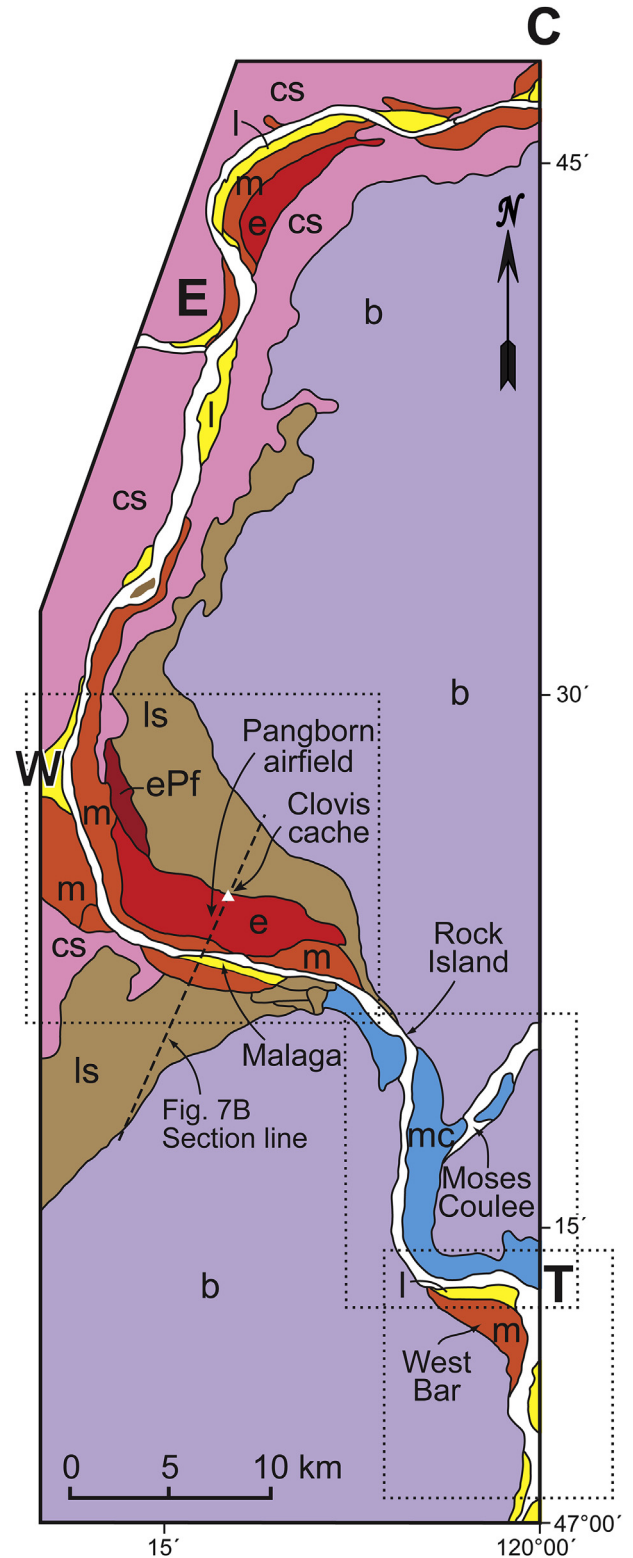 C
cs
l
45´
m
N
e
cs
E
b
l
cs
30´
b
ls
Pangborn
airfield
W
ePf
Clovis
cache
m
m
e
Rock
Island
cs
m
Malaga
ls
Fig. 7B
Section line
mc
Moses
Coulee
15´
l
T
b
m
West
Bar
0 5 10 km
47°00´
15´
120°00´